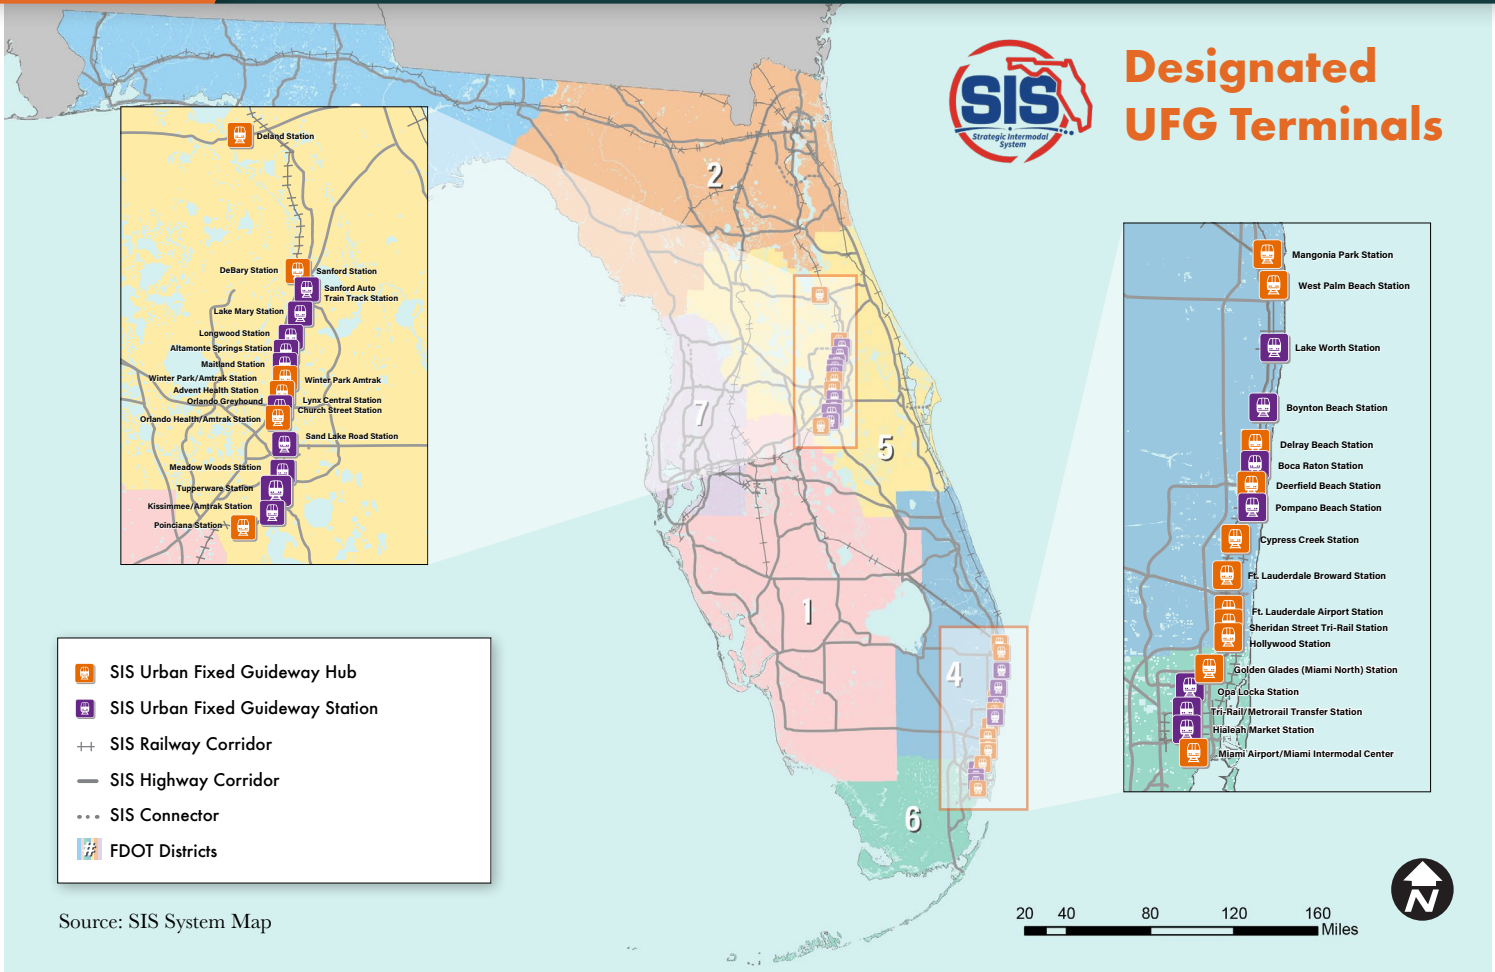 SIS
Strategic Intermodal
System
Designated
UFG Terminals
Deland Station
DeBary Station
Sanford Station
Sanford Auto
Train Track Station
Lake Mary Station
Longwood Station
Altamonte Springs Station
Maitland Station
Winter Park/Amtrak Station
Winter Park Amtrak
Advent Health Station
Orlando Greyhound
Lynx Central Station
Church Street Station
Orlando Health/Amtrak Station
Sand Lake Road Station
Meadow Woods Station
Tupperware Station
Kissimmee/Amtrak Station
Poinciana Station
2
7
5
1
4
6
Mangonia Park Station
West Palm Beach Station
Lake Worth Station
Boynton Beach Station
Delray Beach Station
Boca Raton Station
Deerfield Beach Station
Pompano Beach Station
Cypress Creek Station
Ft. Lauderdale Broward Station
Ft. Lauderdale Airport Station
Sheridan Street Tri-Rail Station
Hollywood Station
Golden Glades (Miami North) Station
Opa Locka Station
Tri-Rail/Metrorail Transfer Station
Hialeah Market Station
Miami Airport/Miami Intermodal Center
SIS Urban Fixed Guideway Hub
SIS Urban Fixed Guideway Station
SIS Railway Corridor
SIS Highway Corridor
SIS Connector
# FDOT Districts
Source: SIS System Map
20 40 80 120 160
Miles
N